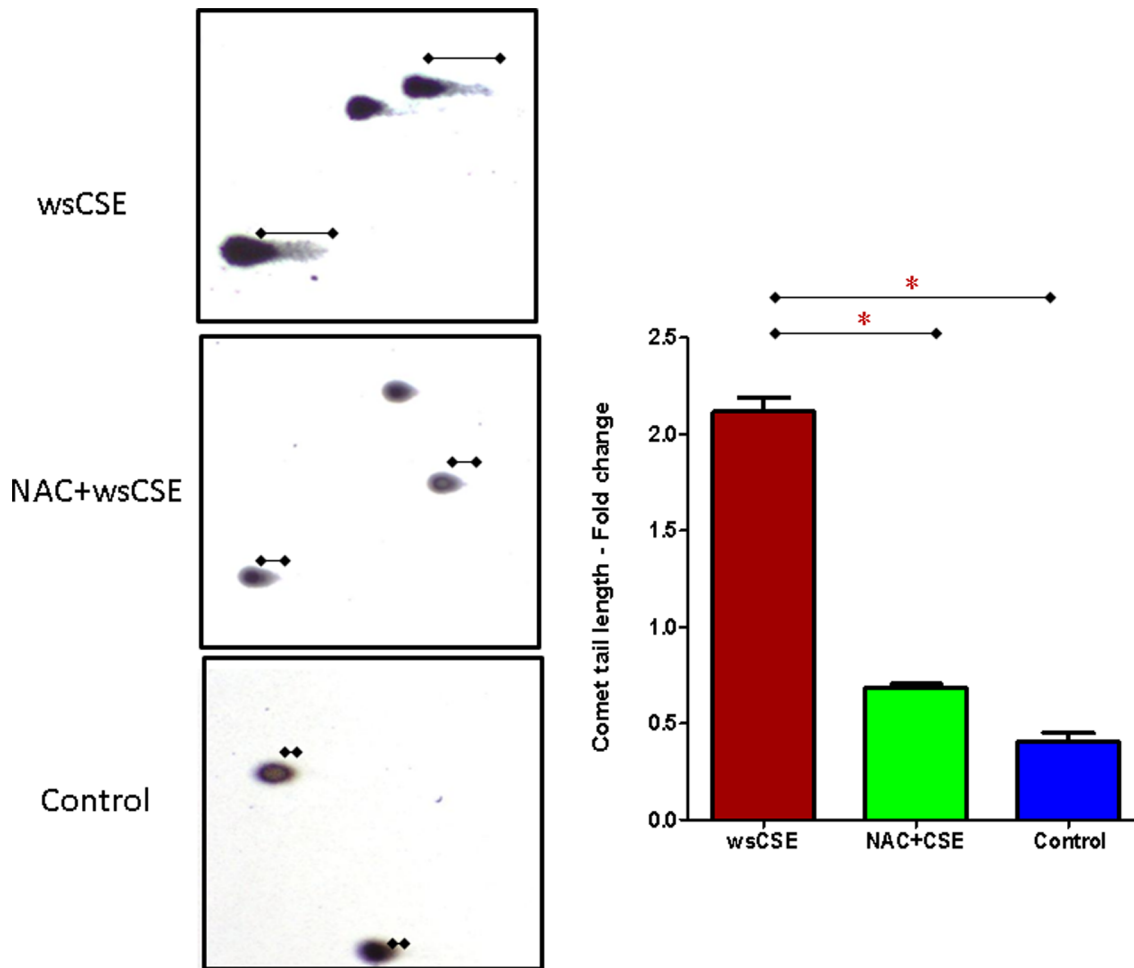 wsCSE
NAC+wsCSE
Control
*
*
Comet tail length - Fold change
2.5
2.0
1.5
1.0
0.5
0.0
wsCSE NAC+CSE Control